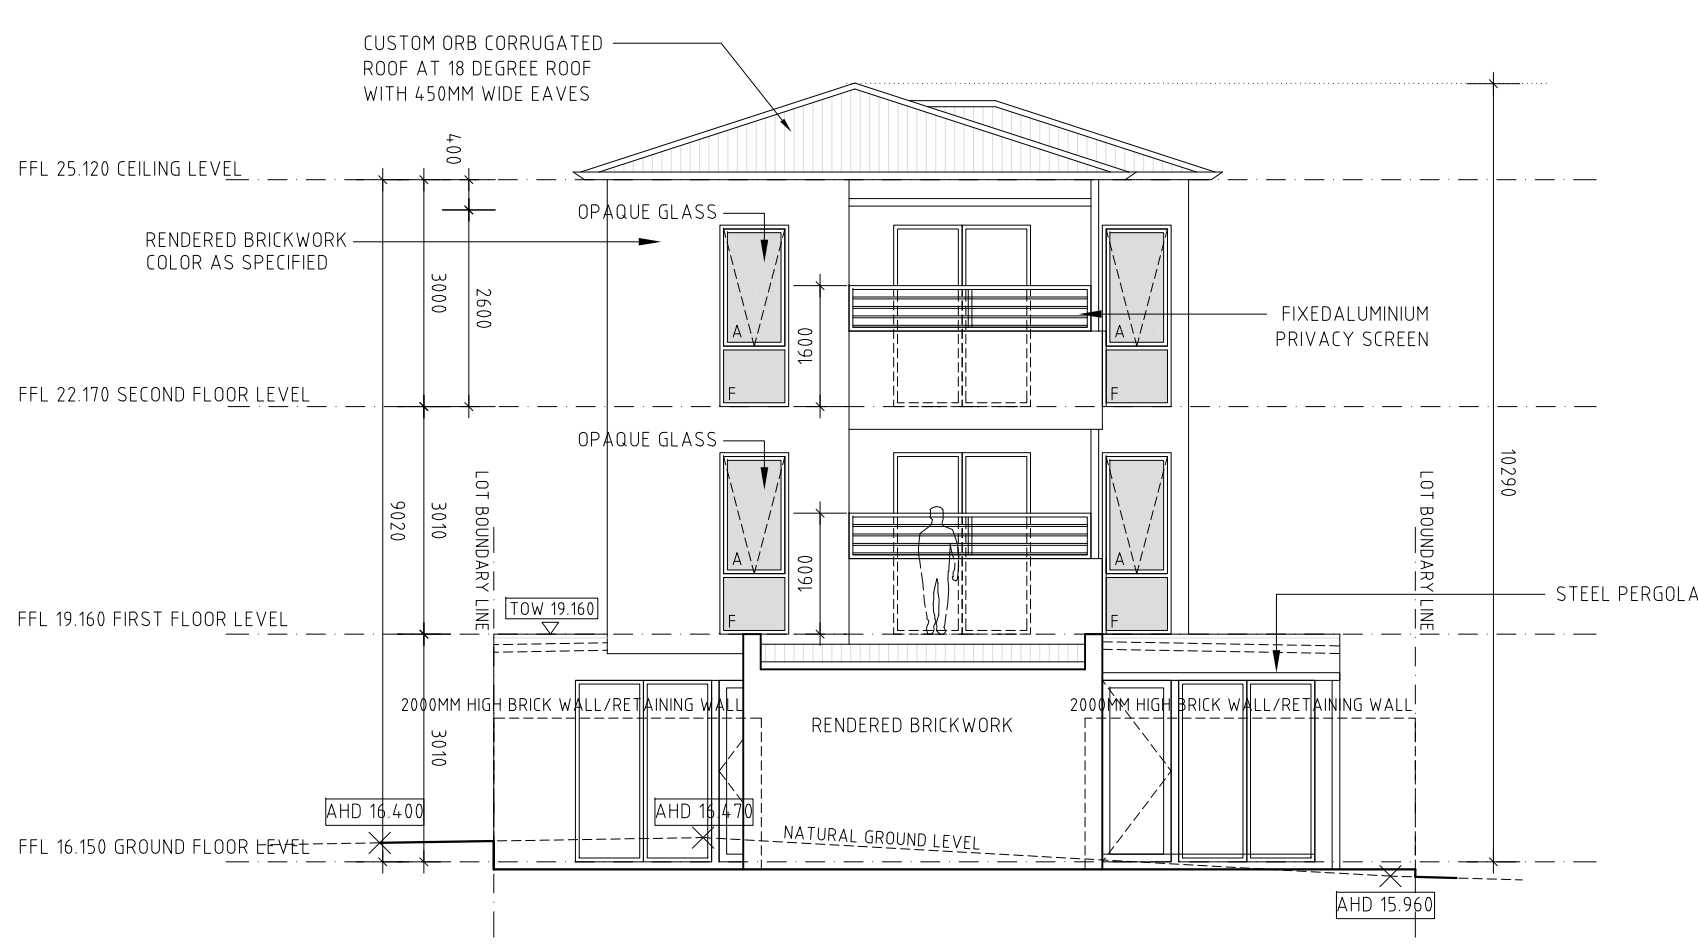 CUSTOM ORB CORRUGATED
ROOF AT 18 DEGREE ROOF
WITH 450MM WIDE EAVES
400
FFL 25.120 CEILING LEVEL
OPAQUE GLASS
RENDERED BRICKWORK
COLOR AS SPECIFIED
3000
2600
A
1600
A
FIXEDALUMINIUM
PRIVACY SCREEN
FFL 22.170 SECOND FLOOR LEVEL
F
F
OPAQUE GLASS
10290
LOT BOUNDARY LINE
LOT BOUNDARY LINE
9020
3010
A
1600
A
STEEL PERGOLA
TOW 19.160
FFL 19.160 FIRST FLOOR LEVEL
F
F
2000MM HIGH BRICK WALL/RETAINING WALL
2000MM HIGH BRICK WALL/RETAINING WALL
RENDERED BRICKWORK
3010
AHD 16.400
AHD 16.470
NATURAL GROUND LEVEL
FFL 16.150 GROUND FLOOR LEVEL
AHD 15.960